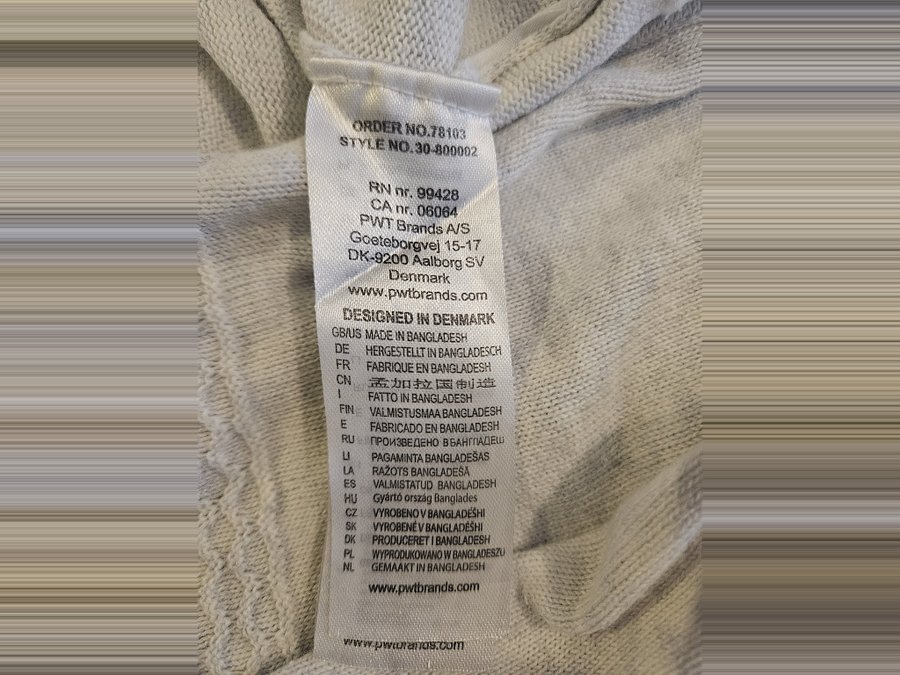 ORDER NO.78103
STYLE NO.30-800002
RN nr. 99428
CA nr. 06064
PWT Brands A/S
Goeteborgvej 15-17
DK-9200 Aalborg SV
Denmark
www.pwtbrands.com
DESIGNED IN DENMARK
GB/US MADE IN BANGLADESH
DE HERGESTELLT IN BANGLADESCH
FR FABRIQUE EN BANGLADESH
CN 孟加拉国制造
I FATTO IN BANGLADESH
FIN VALMISTUSMAA BANGLADESH
E FÁBRICADO EN BANGLADESH
RU ПРОИЗВЕДЕНО В БАНГЛАДЕШ
LI PAGAMINTA BANGLADEŠAS
LA RAŽOTS BANGLADEŠĀ
ES VALMISTATUD BANGLADESH
HU Gyártó ország Banglades
CZ VYROBENO V BANGLADÉŠHI
SK VYROBENÉ V BANGLADÉŠHI
DK PRODUCERET I BANGLADESH
PL WYPRODUKOWANO W BANGLADESZU
NL GEMAAKT IN BANGLADESH
www.pwtbrands.com
www.pwtbrands.com